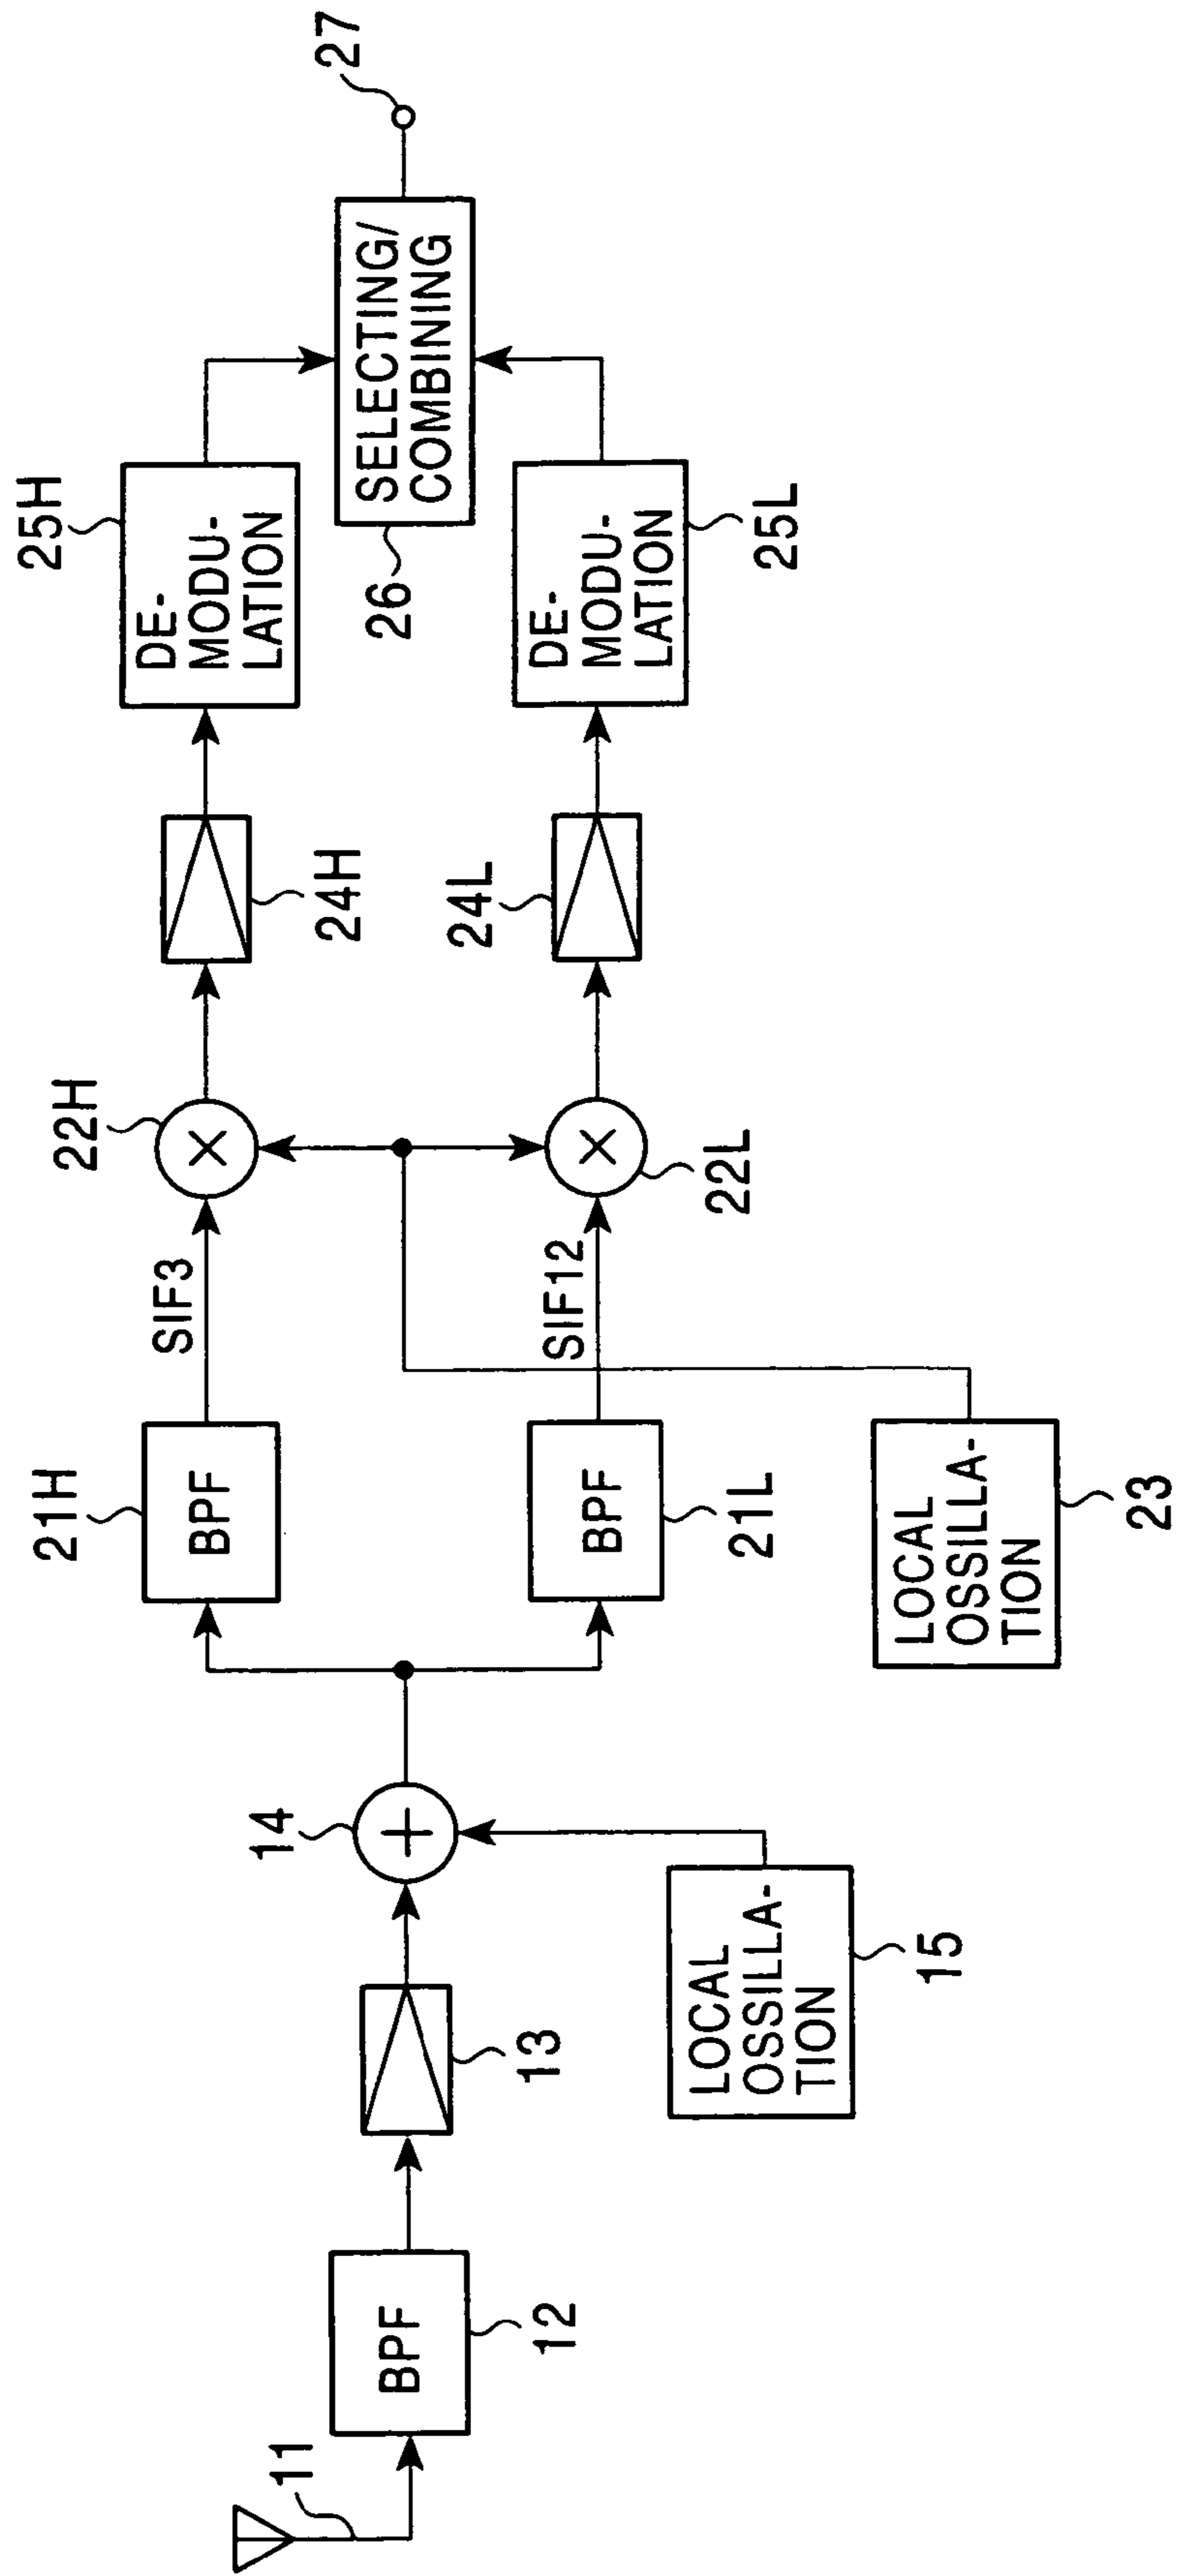 11
BPF
12
13
14
LOCAL
OSSILLA-
TION
15
21H
BPF
BPF
21L
LOCAL
OSSILLA-
TION
23
SIF3
SIF12
22H
22L
24H
24L
25H
DE-
MODU-
LATION
DE-
MODU-
LATION
25L
SELECTING/
COMBINING
26
27